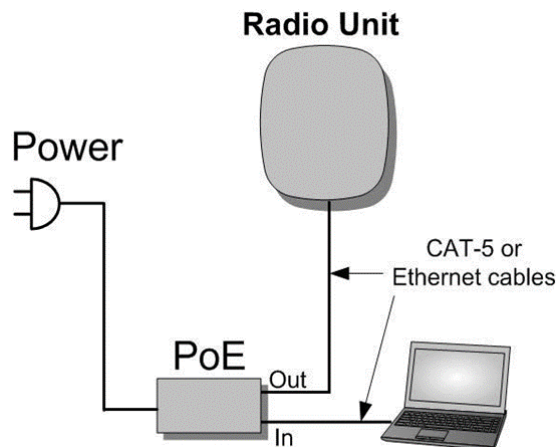 Radio Unit
Power
CAT-5 or
Ethernet cables
PoE
Out
In